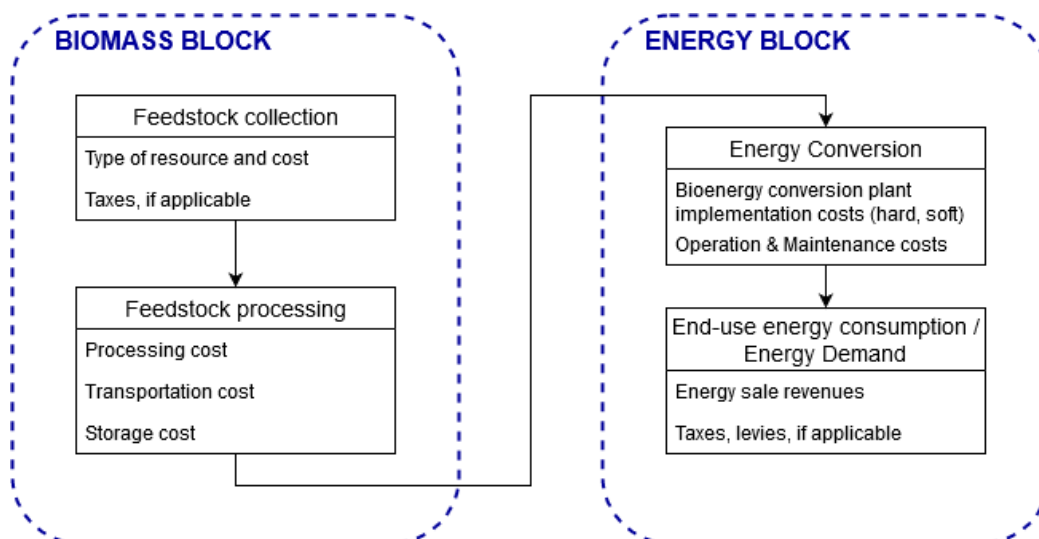 BIOMASS BLOCK
Feedstock collection
Type of resource and cost
Taxes, if applicable
Feedstock processing
Processing cost
Transportation cost
Storage cost
ENERGY BLOCK
Energy Conversion
Bioenergy conversion plant
implementation costs (hard, soft)
Operation & Maintenance costs
End-use energy consumption /
Energy Demand
Energy sale revenues
Taxes, levies, if applicable